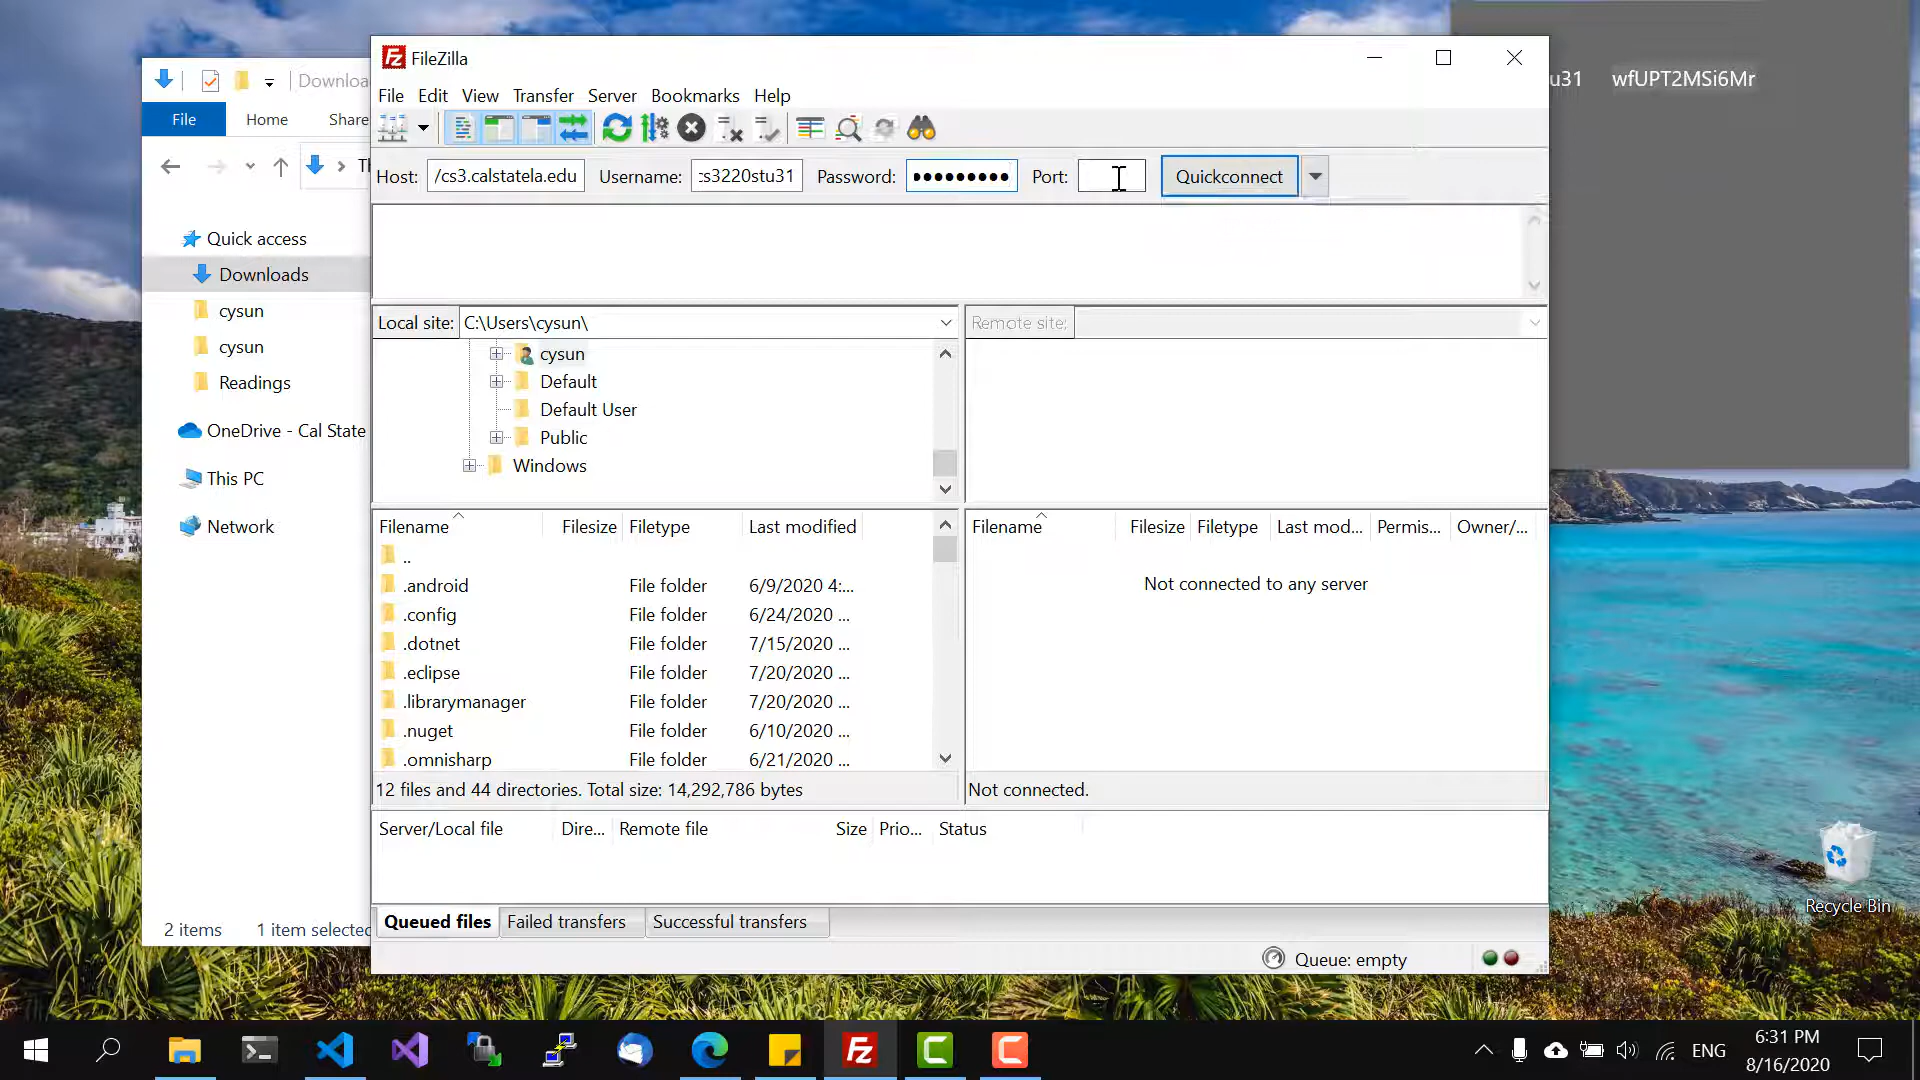 FileZilla
File Edit View Transfer Server Bookmarks Help
Host: /cs3.calstatela.edu Username: cs3220stu31 Password: ●●●●●●●●● Port: Quickconnect
u31 wfUPT2MSi6Mr
Downloa
File Home Share
Th
Quick access
Downloads
cysun
cysun
Readings
OneDrive - Cal State
This PC
Network
2 items 1 item selected
Local site: C:\Users\cysun\
cysun
Default
Default User
Public
Windows
Remote site:
Filename Filesize Filetype Last modified
..
.android File folder 6/9/2020 4:...
.config File folder 6/24/2020 ...
.dotnet File folder 7/15/2020 ...
.eclipse File folder 7/20/2020 ...
.librarymanager File folder 7/20/2020 ...
.nuget File folder 6/10/2020 ...
.omnisharp File folder 6/21/2020 ...
12 files and 44 directories. Total size: 14,292,786 bytes
Filename Filesize Filetype Last mod... Permis... Owner/...
Not connected to any server
Not connected.
Server/Local file Dire... Remote file Size Prio... Status
Queued files Failed transfers Successful transfers
Queue: empty
Recycle Bin
ENG
6:31 PM
8/16/2020